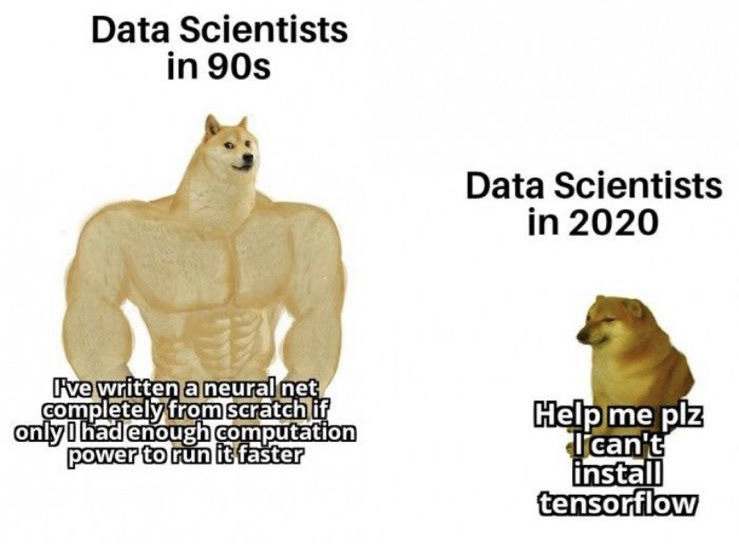 Data Scientists
in 90s
I've written a neural net
completely from scratch if
only I had enough computation
power to run it faster
Data Scientists
in 2020
Help me plz
I can't
install
tensorflow